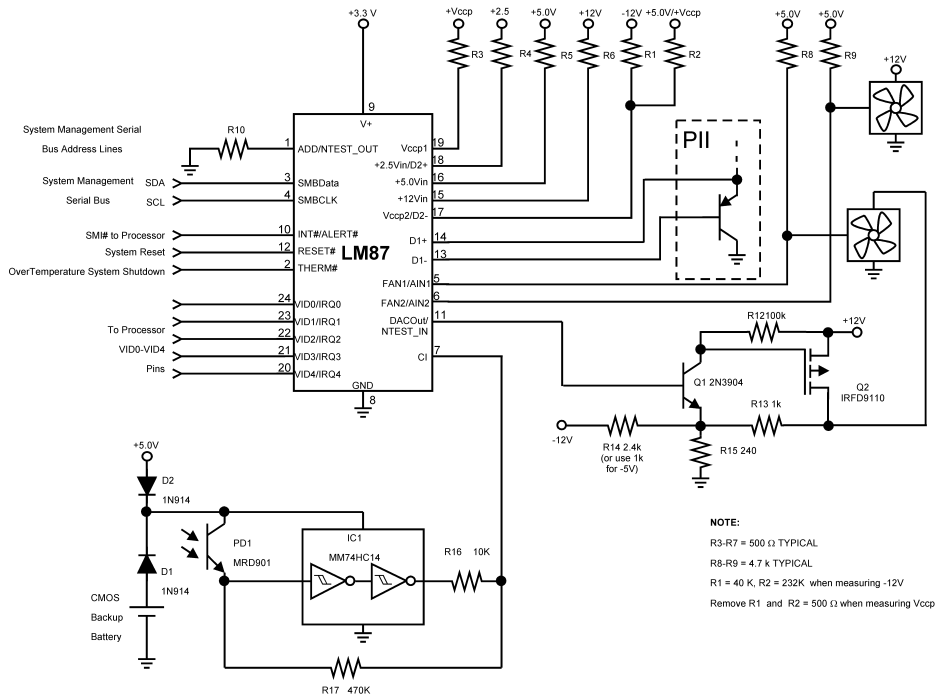 +3.3 V
+Vccp
+2.5
+5.0V
+12V
-12V
+5.0V/+Vccp
+5.0V
+5.0V
R3
R4
R5
R6
R1
R2
R8
R9
+12V
9
V+
System Management Serial
Bus Address Lines
R10
1
ADD/NTEST_OUT
System Management
Serial Bus
SDA
3
SMBData
SCL
4
SMBCLK
SMI# to Processor
10
INT#/ALERT#
System Reset
12
RESET#
OverTemperature System Shutdown
2
THERM#
LM87
24
VID0/IRQ0
23
VID1/IRQ1
22
VID2/IRQ2
21
VID3/IRQ3
20
VID4/IRQ4
To Processor
VID0-VID4
Pins
GND
8
Vccp1
19
+2.5Vin/D2+
18
+5.0Vin
16
+12Vin
15
Vccp2/D2-
17
D1+
14
D1-
13
FAN1/AIN1
5
FAN2/AIN2
6
DACOut/
NTEST_IN
11
CI
7
PII
R12100k
+12V
Q1 2N3904
Q2
IRFD9110
R13 1k
-12V
R14 2.4k
(or use 1k
for -5V)
R15 240
+5.0V
D2
1N914
D1
1N914
CMOS
Backup
Battery
PD1
MRD901
IC1
MM74HC14
R16 10K
R17 470K
NOTE:
R3-R7 = 500 Ω TYPICAL
R8-R9 = 4.7 k TYPICAL
R1 = 40 K, R2 = 232K when measuring -12V
Remove R1 and R2 = 500 Ω when measuring Vccp